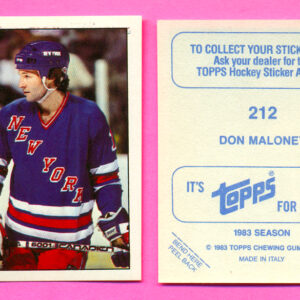 NEW
YORK
TO COLLECT YOUR
Ask your dealer for
TOPPS Hockey Sticker A
212
DON MALONE
IT'S topps
FOR
1983 SEASON
BEND HERE
PEEL BACK
© 1983 TOPPS CHEWING GUM
MADE IN ITALY